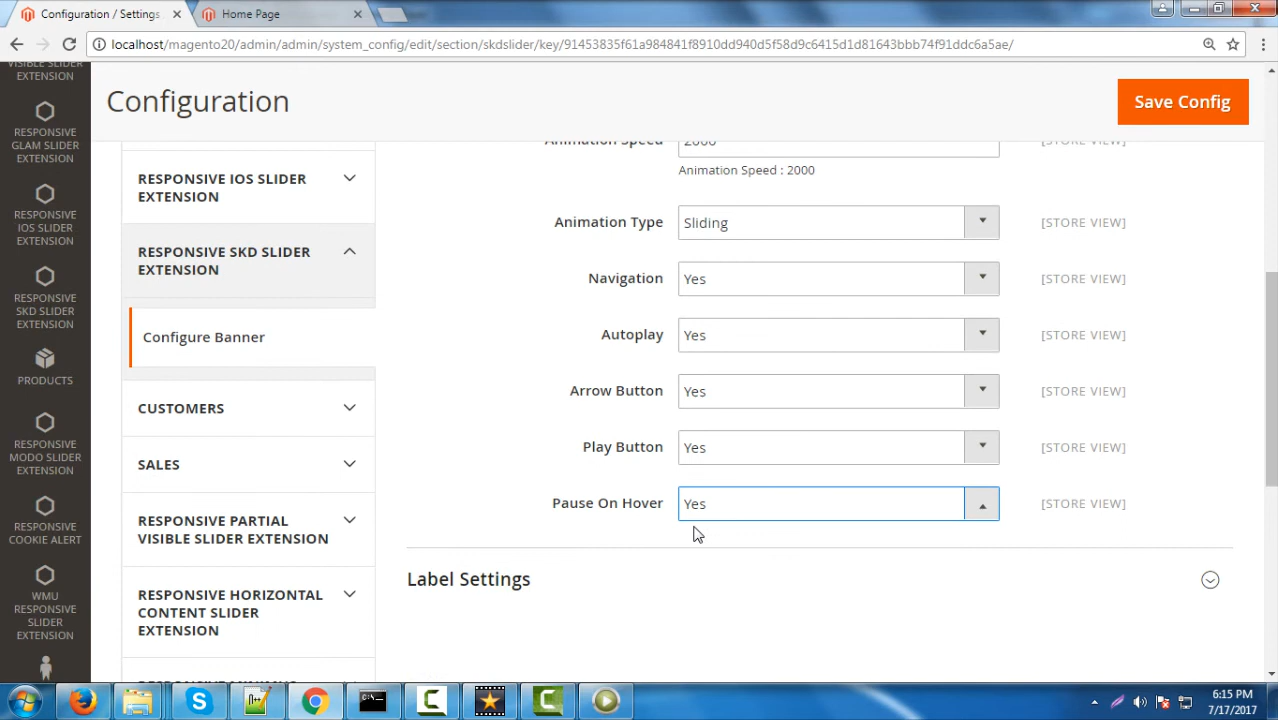 Configuration / Settings
Home Page
localhost/magento20/admin/admin/system_config/edit/section/skdslider/key/91453835f61a984841f8910dd940d5f58d9c6415d1d81643bbb74f91ddc6a5ae/
VISIBLE SLIDER
EXTENSION
RESPONSIVE
GLAM SLIDER
EXTENSION
RESPONSIVE
IOS SLIDER
EXTENSION
RESPONSIVE
SKD SLIDER
EXTENSION
PRODUCTS
RESPONSIVE
MODO SLIDER
EXTENSION
RESPONSIVE
COOKIE ALERT
WMU
RESPONSIVE
SLIDER
EXTENSION
Configuration
Save Config
RESPONSIVE IOS SLIDER
EXTENSION
RESPONSIVE SKD SLIDER
EXTENSION
Configure Banner
CUSTOMERS
SALES
RESPONSIVE PARTIAL
VISIBLE SLIDER EXTENSION
RESPONSIVE HORIZONTAL
CONTENT SLIDER
EXTENSION
Animation Speed 2000 [STORE VIEW]
Animation Speed : 2000
Animation Type Sliding [STORE VIEW]
Navigation Yes [STORE VIEW]
Autoplay Yes [STORE VIEW]
Arrow Button Yes [STORE VIEW]
Play Button Yes [STORE VIEW]
Pause On Hover Yes [STORE VIEW]
Label Settings
6:15 PM
7/17/2017